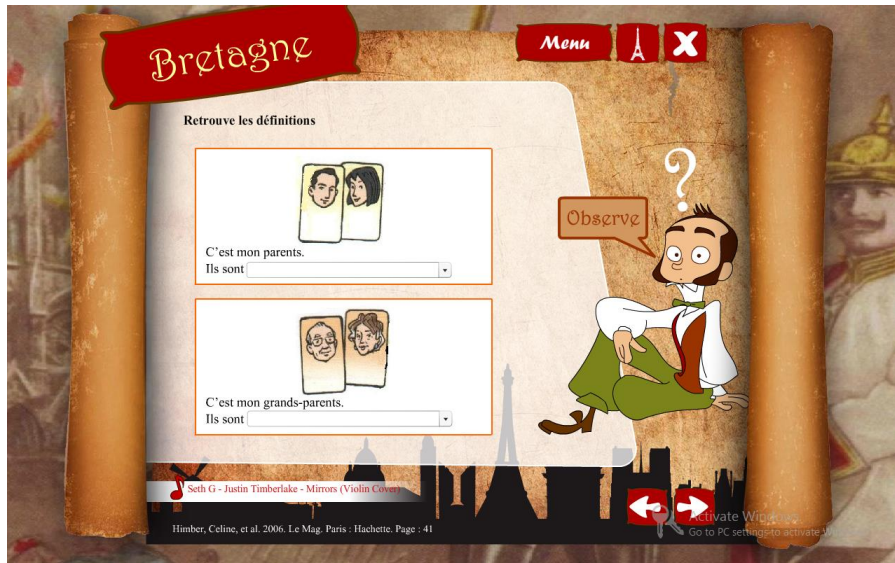 Bretagne
Menu
X
Retrouve les définitions
C'est mon parents.
Ils sont
Observe
?
C'est mon grands-parents.
Ils sont
Seth G - Justin Timberlake - Mirrors (Violin Cover)
Himber, Celine, et al. 2006. Le Mag. Paris : Hachette. Page : 41
Activate Windows
Go to PC settings to activate W